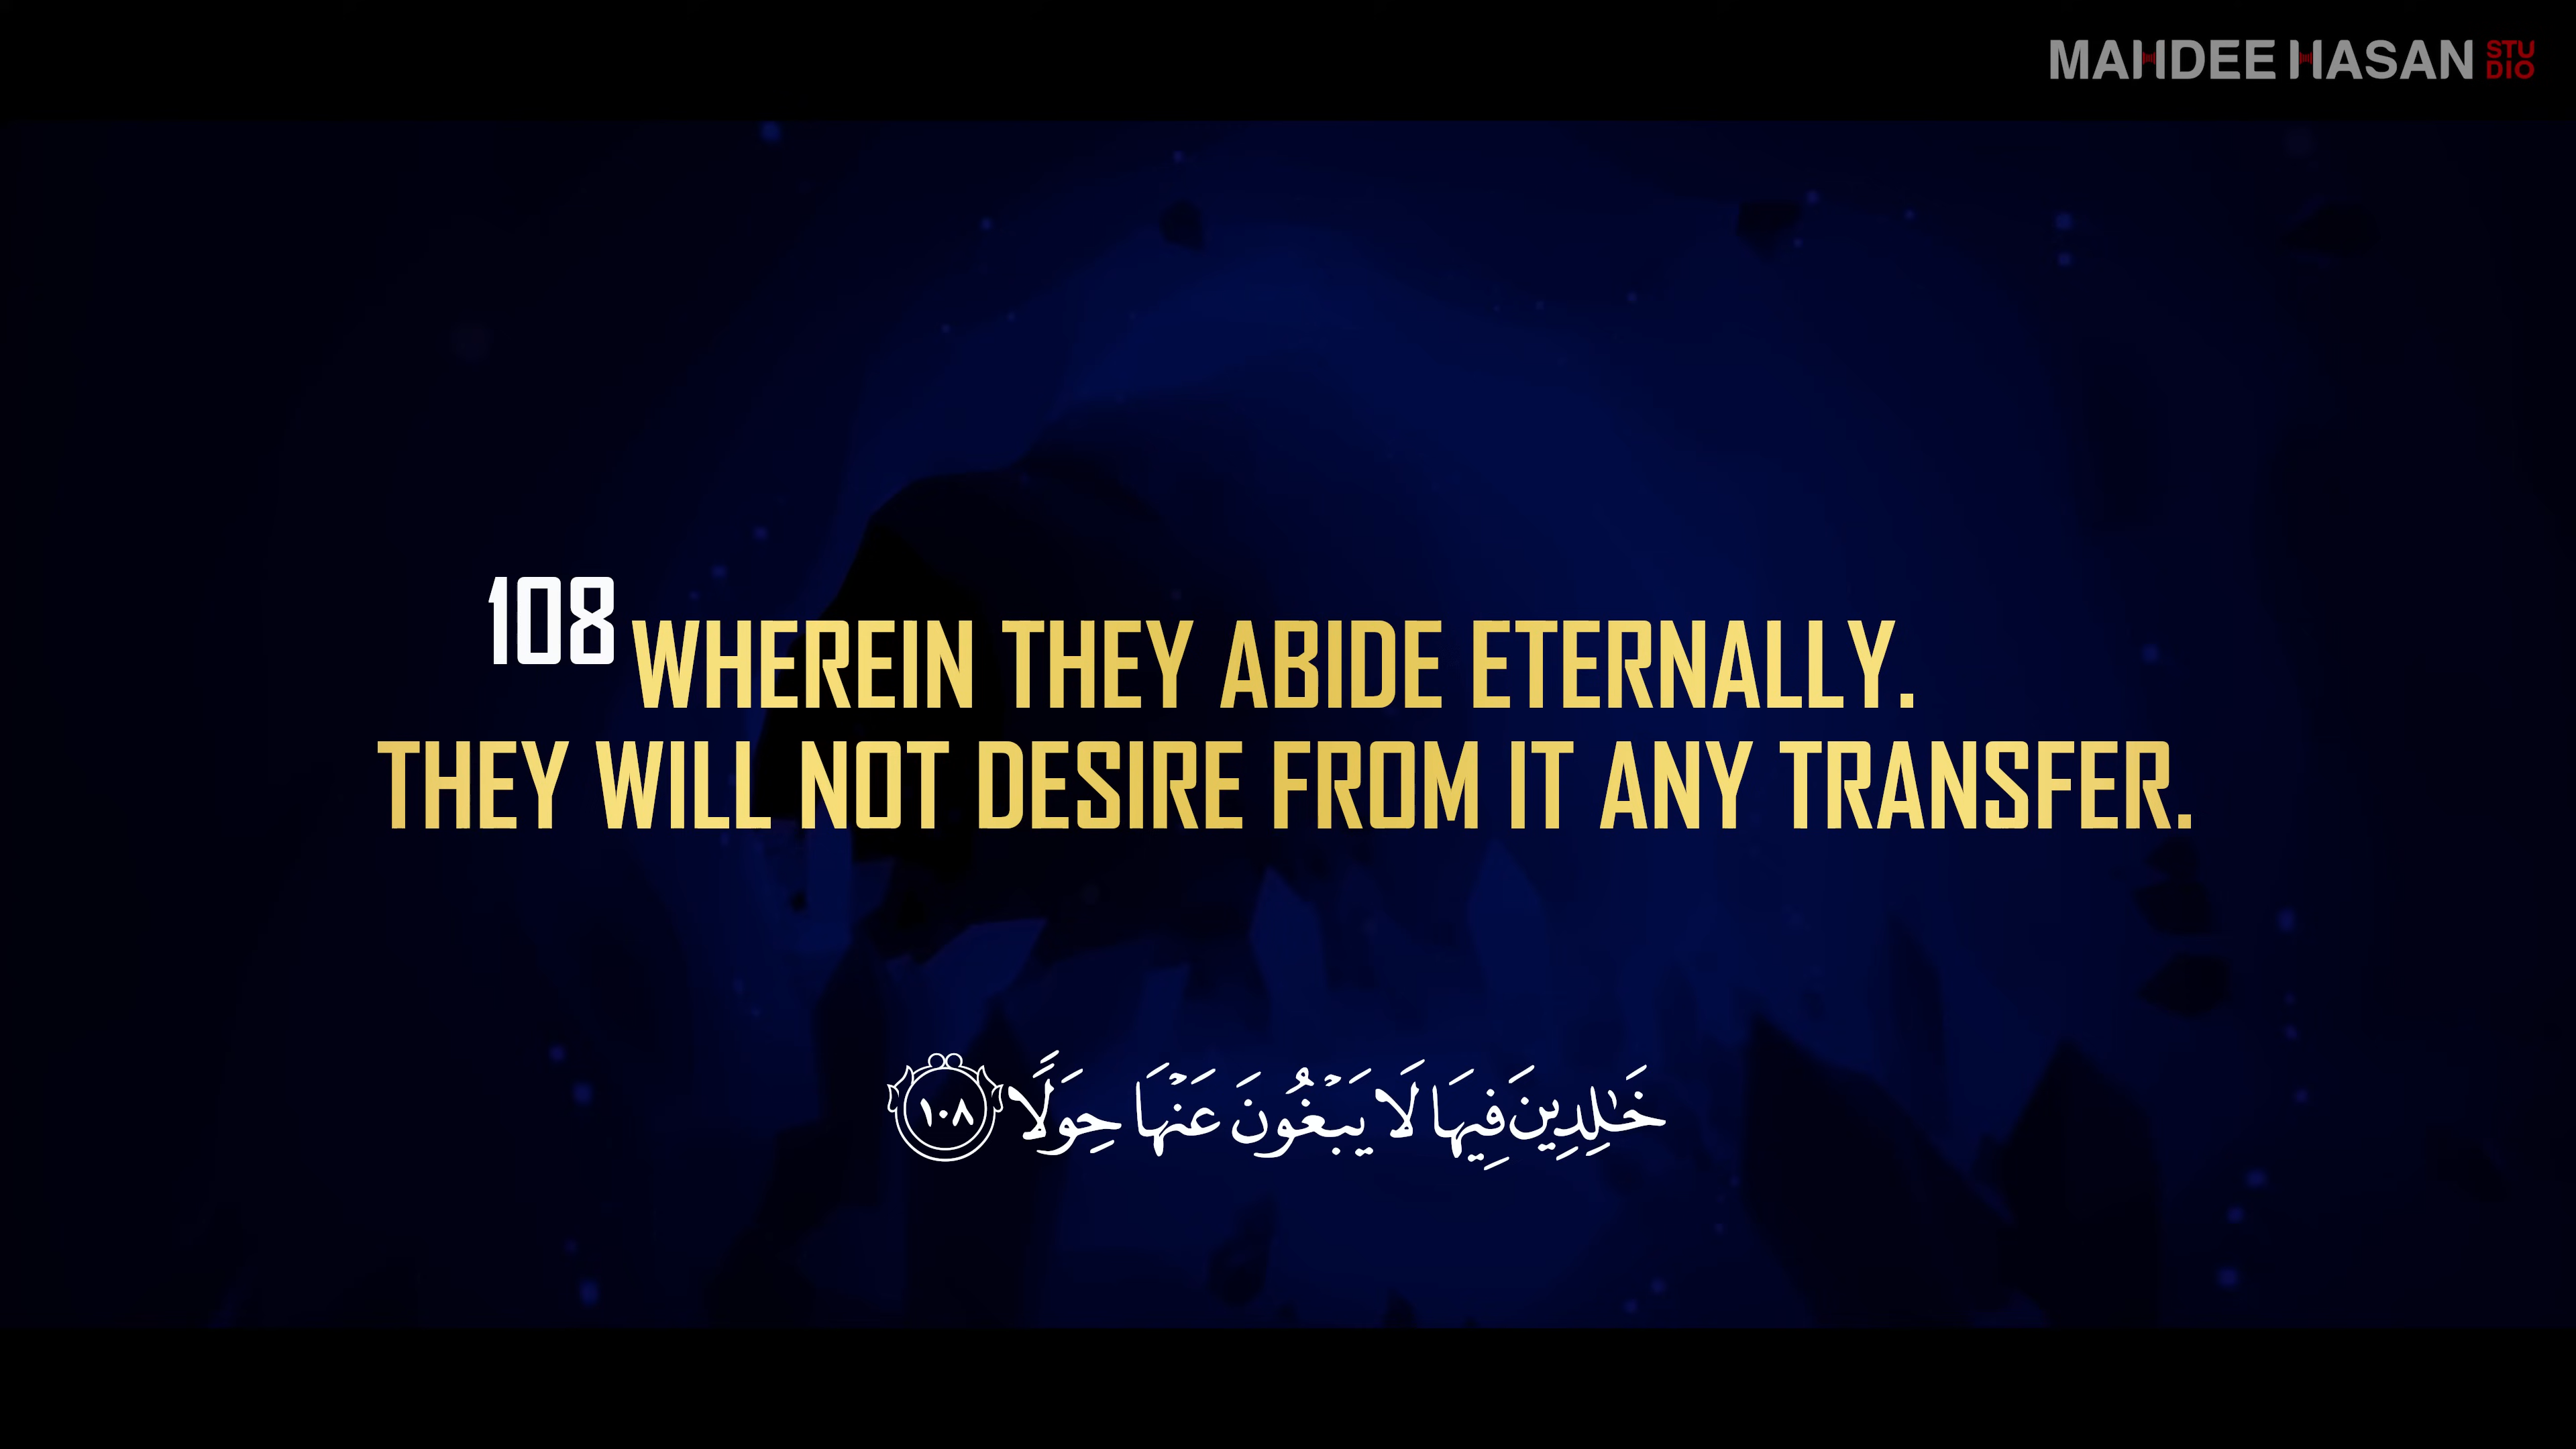 MAHDEE HASAN STUDIO
108 WHEREIN THEY ABIDE ETERNALLY.
THEY WILL NOT DESIRE FROM IT ANY TRANSFER.
خَـٰلِدِينَ فِيهَا لَا يَبۡغُونَ عَنۡهَا حِوَلًا ١٠٨